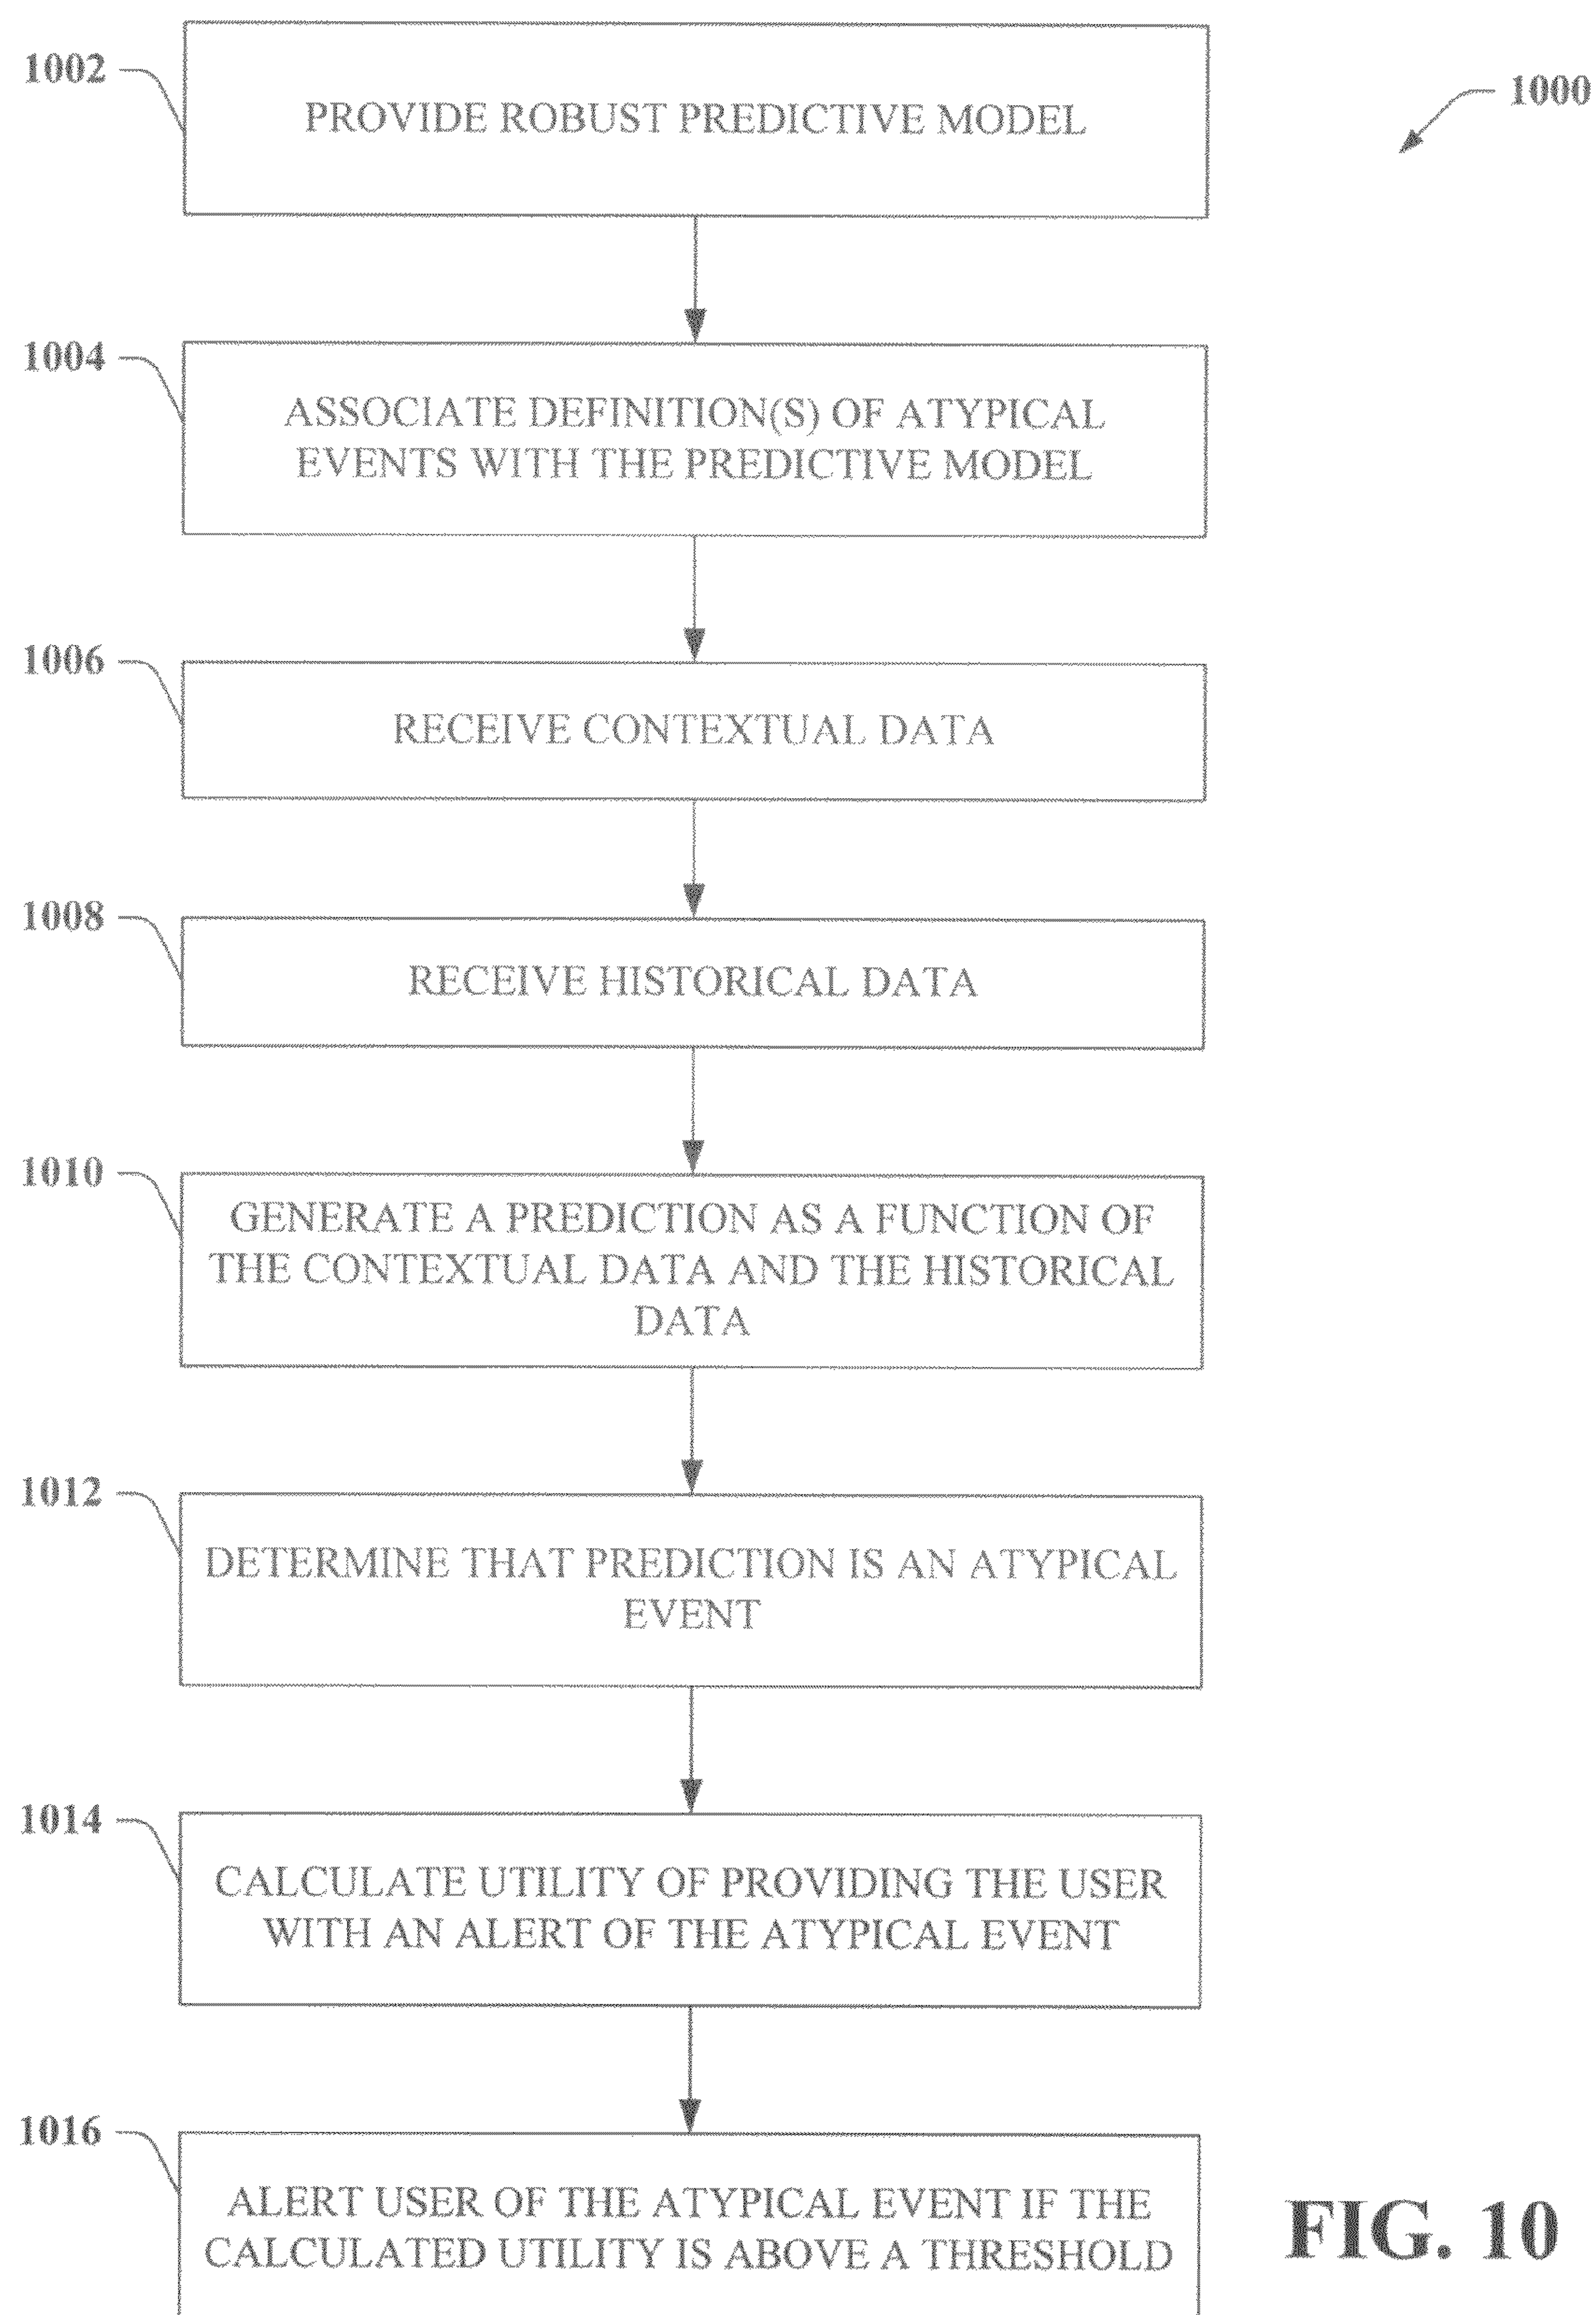 1002
PROVIDE ROBUST PREDICTIVE MODEL
1000
1004
ASSOCIATE DEFINITION(S) OF ATYPICAL
EVENTS WITH THE PREDICTIVE MODEL
1006
RECEIVE CONTEXTUAL DATA
1008
RECEIVE HISTORICAL DATA
1010
GENERATE A PREDICTION AS A FUNCTION OF
THE CONTEXTUAL DATA AND THE HISTORICAL
DATA
1012
DETERMINE THAT PREDICTION IS AN ATYPICAL
EVENT
1014
CALCULATE UTILITY OF PROVIDING THE USER
WITH AN ALERT OF THE ATYPICAL EVENT
1016
ALERT USER OF THE ATYPICAL EVENT IF THE
CALCULATED UTILITY IS ABOVE A THRESHOLD
FIG. 10